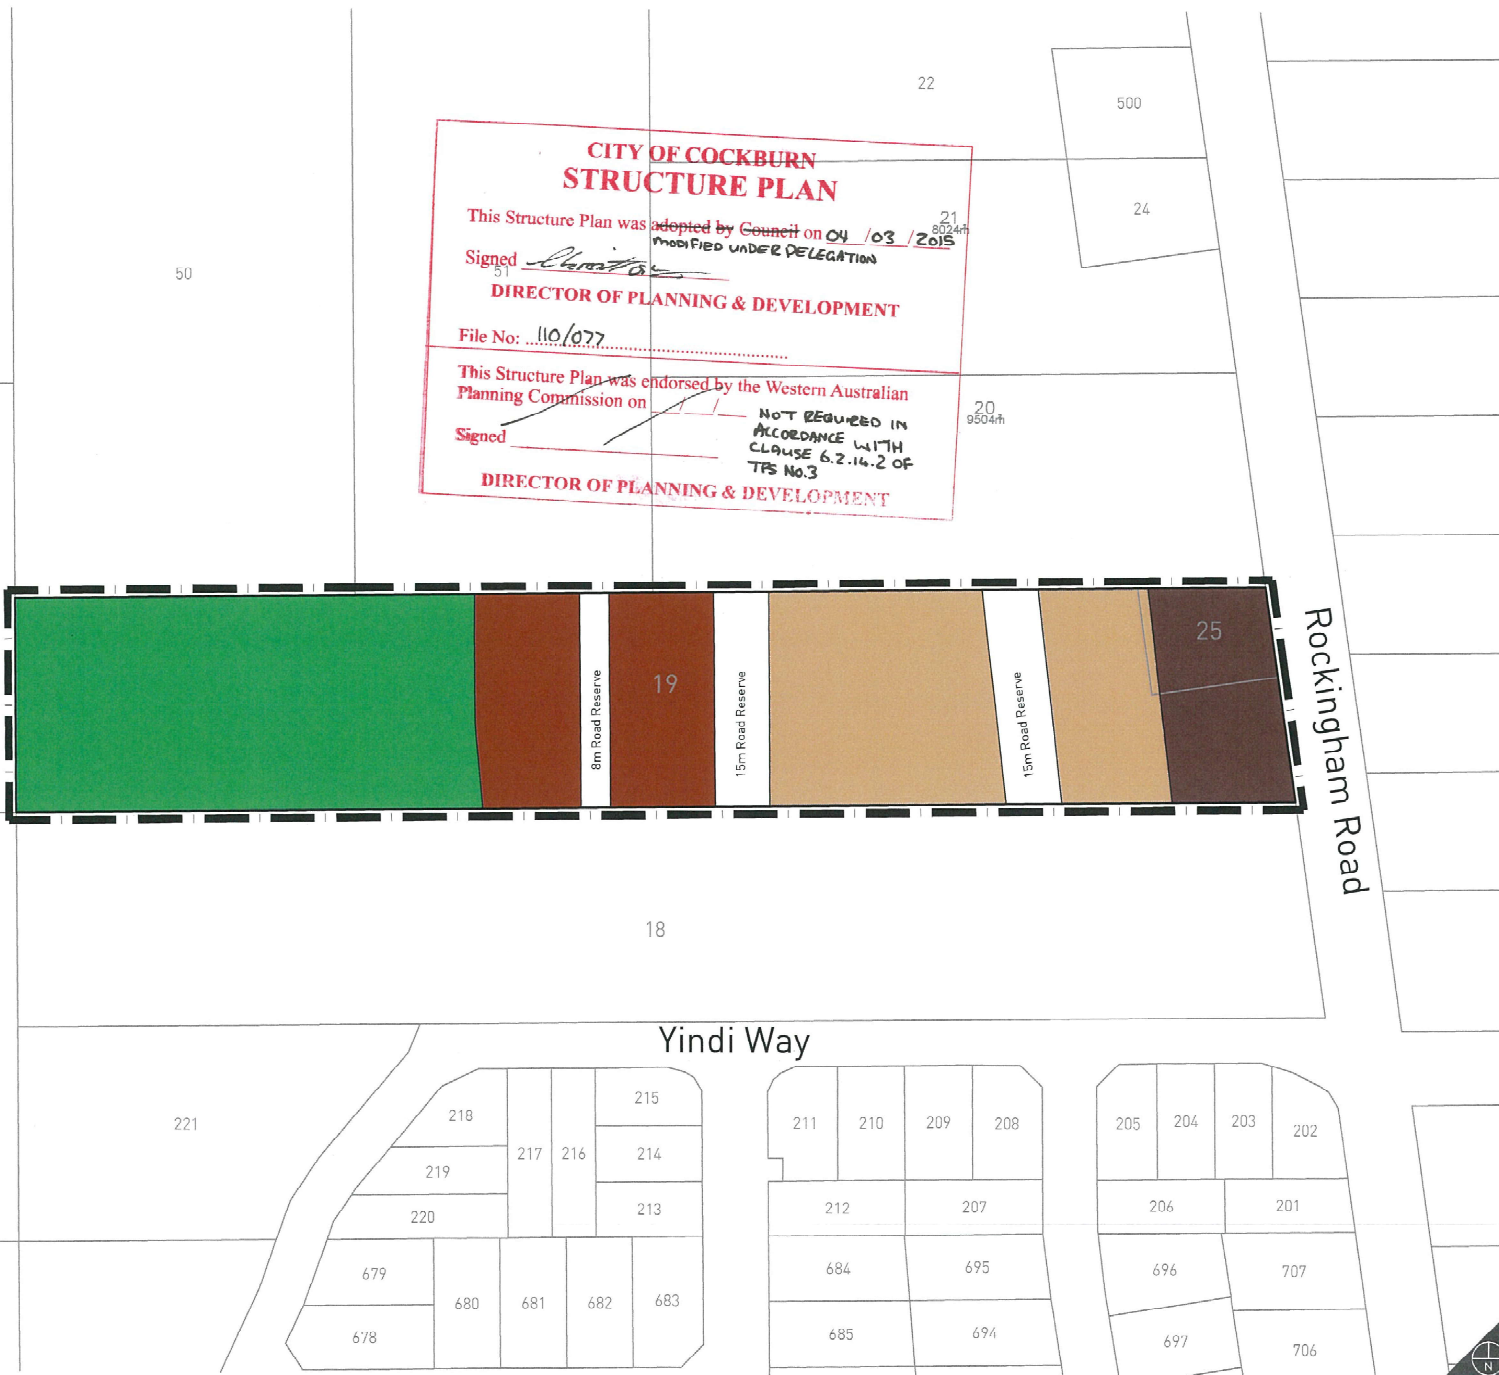 22
500
CITY OF COCKBURN
STRUCTURE PLAN
This Structure Plan was adopted by Council on 04 / 03 / 2015
MODIFIED UNDER DELEGATION
21
8024m
24
Signed
51
50
DIRECTOR OF PLANNING & DEVELOPMENT
File No: 110/077
This Structure Plan was endorsed by the Western Australian
Planning Commission on / /
NOT REQUIRED IN
ACCORDANCE WITH
CLAUSE 6.2.14.2 OF
TPS No.3
Signed
DIRECTOR OF PLANNING & DEVELOPMENT
20
9504m
25
19
8m Road Reserve
15m Road Reserve
15m Road Reserve
Rockingham Road
18
Yindi Way
221
218
219
220
217
216
215
214
213
211
210
209
208
212
207
205
204
203
202
206
201
679
678
680
681
682
683
684
695
685
694
696
707
697
706
N